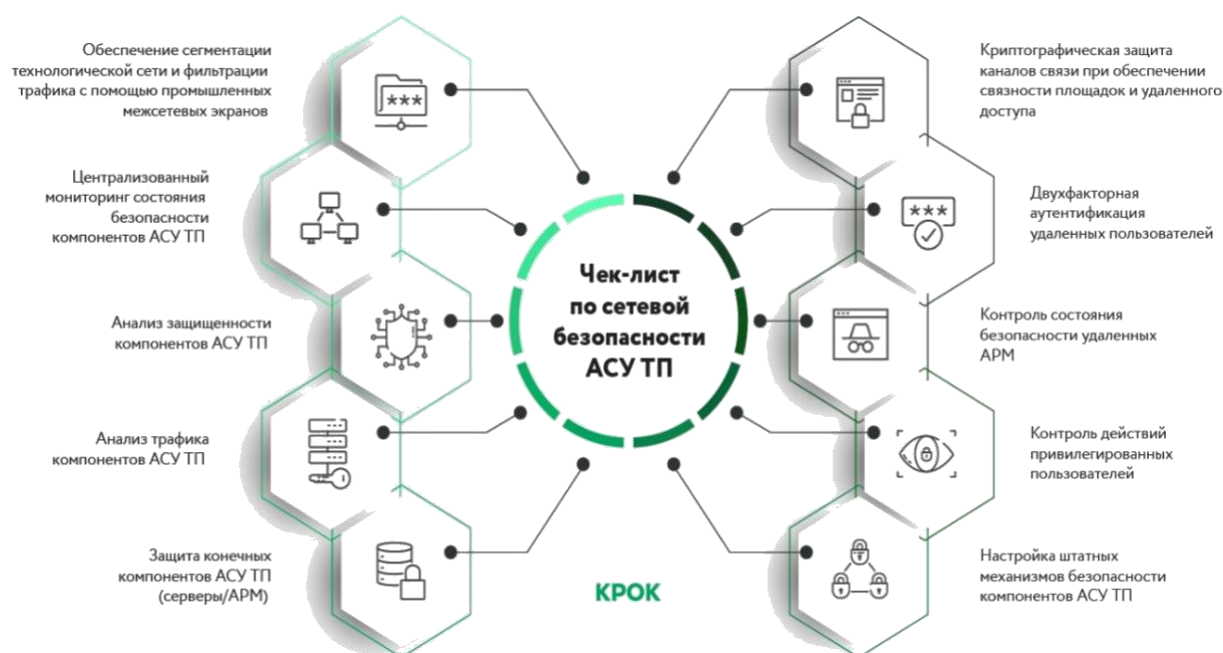 Обеспечение сегментации
технологической сети и фильтрации
трафика с помощью промышленных
межсетевых экранов
Централизованный
мониторинг состояния
безопасности
компонентов АСУ ТП
Анализ защищенности
компонентов АСУ ТП
Анализ трафика
компонентов АСУ ТП
Защита конечных
компонентов АСУ ТП
(серверы/АРМ)
Чек-лист
по сетевой
безопасности
АСУ ТП
КРОК
Криптографическая защита
каналов связи при обеспечении
связности площадок и удаленного
доступа
Двухфакторная
аутентификация
удаленных пользователей
Контроль состояния
безопасности удаленных
АРМ
Контроль действий
привилегированных
пользователей
Настройка штатных
механизмов безопасности
компонентов АСУ ТП